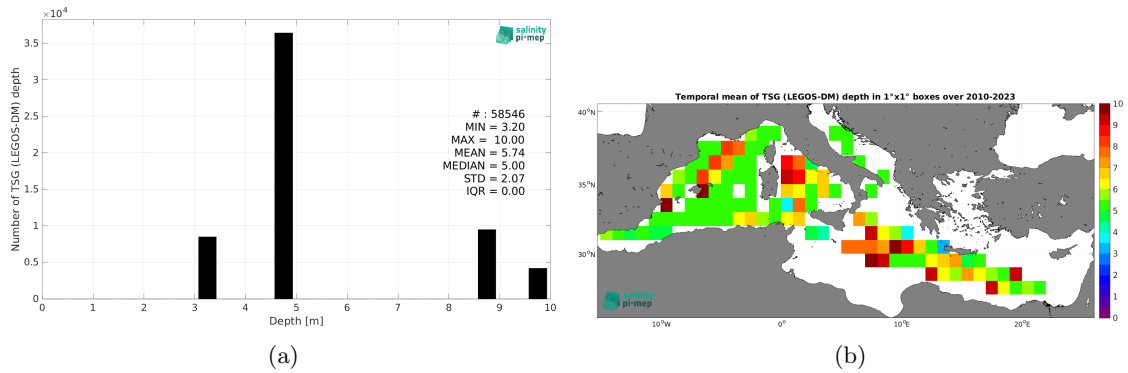 ×10⁴
salinity
pi-mep
Number of TSG (LEGOS-DM) depth
3.5
3
2.5
2
1.5
1
0.5
0
# : 58546
MIN = 3.20
MAX = 10.00
MEAN = 5.74
MEDIAN = 5.00
STD = 2.07
IQR = 0.00
0 1 2 3 4 5 6 7 8 9 10
Depth [m]
(a)
Temporal mean of TSG (LEGOS-DM) depth in 1°x1° boxes over 2010-2023
40°N
35°N
30°N
10°W 0° 10°E 20°E
salinity
pi-mep
10
9
8
7
6
5
4
3
2
1
0
(b)